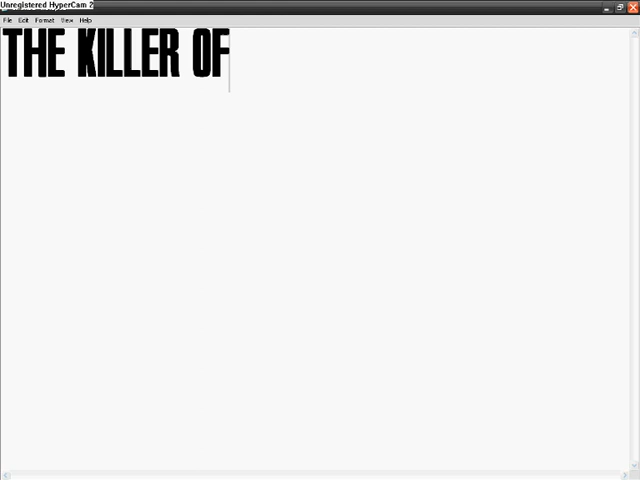 Unregistered HyperCam 2
File Edit Format View Help
THE KILLER OF